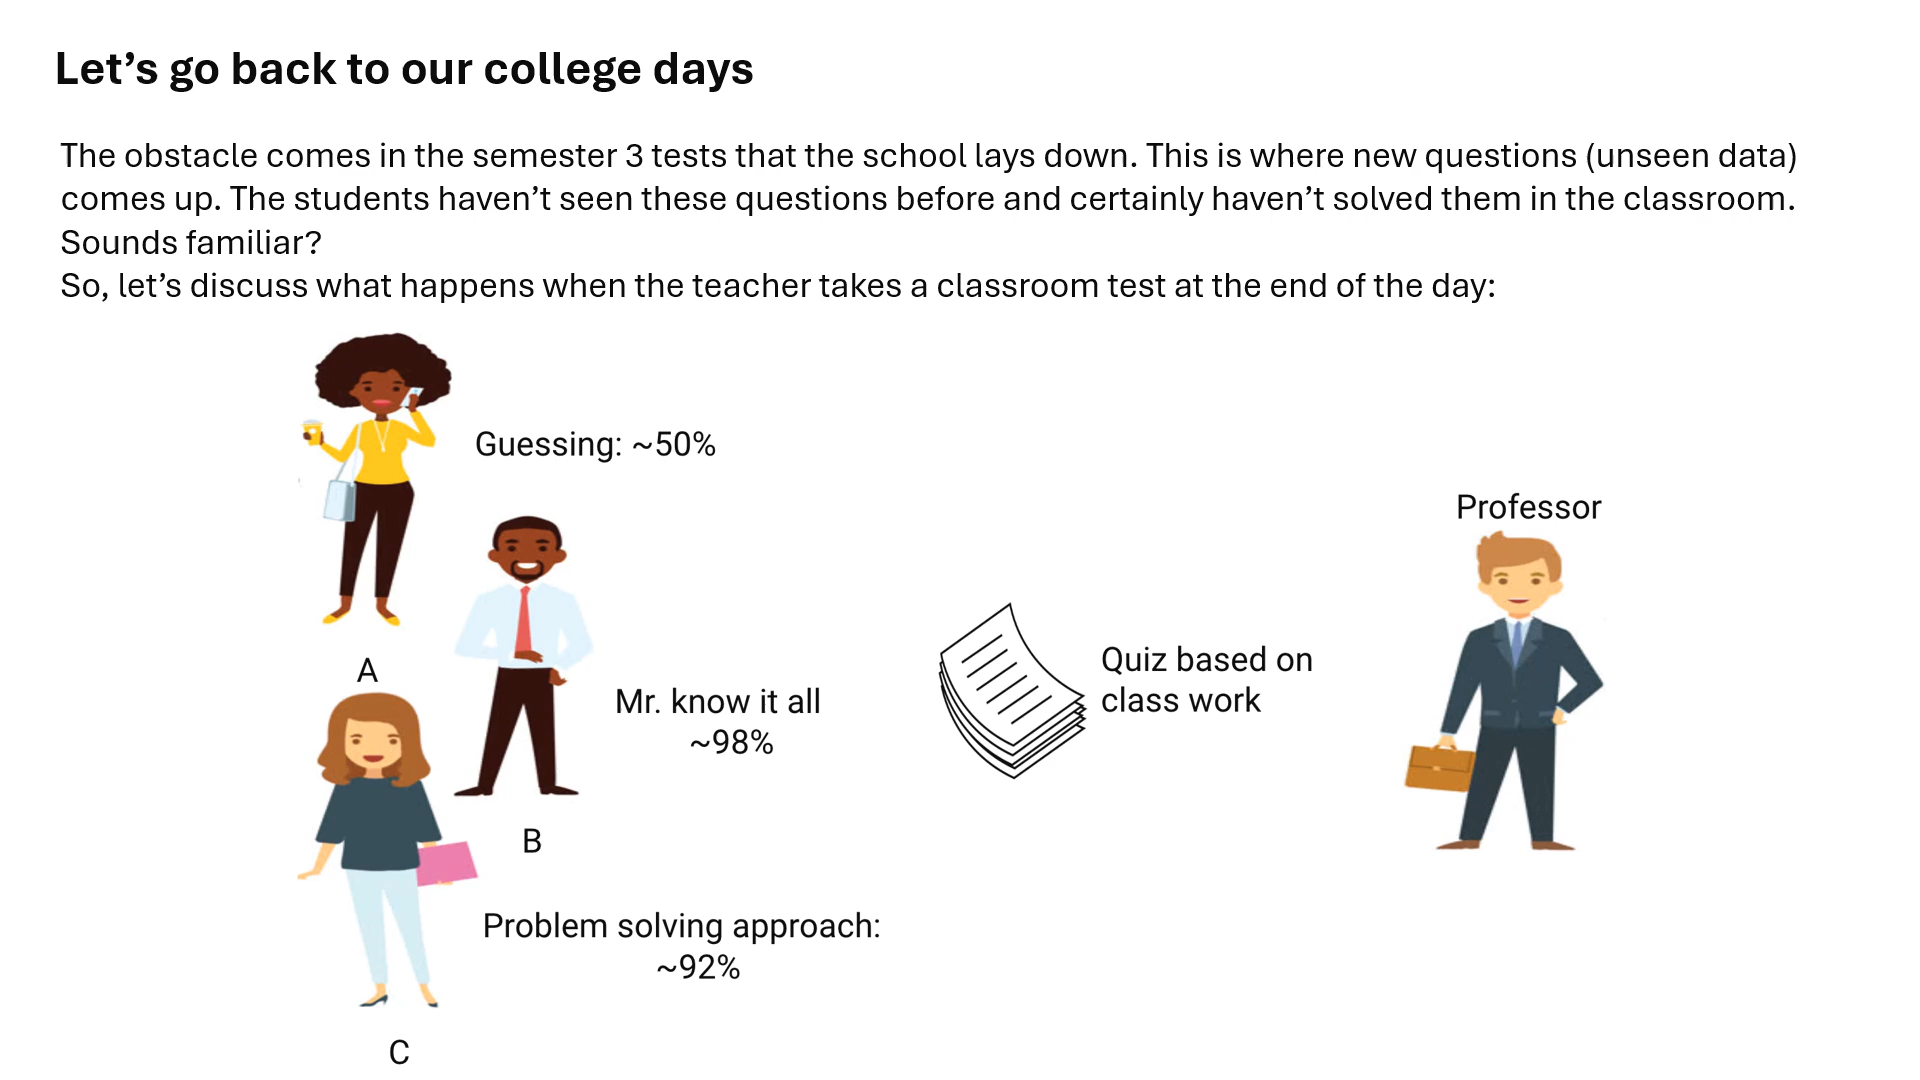 Let’s go back to our college days
The obstacle comes in the semester 3 tests that the school lays down. This is where new questions (unseen data)
comes up. The students haven’t seen these questions before and certainly haven’t solved them in the classroom.
Sounds familiar?
So, let’s discuss what happens when the teacher takes a classroom test at the end of the day:
Guessing: ~50%
A
Mr. know it all
~98%
B
Problem solving approach:
~92%
C
Quiz based on
class work
Professor